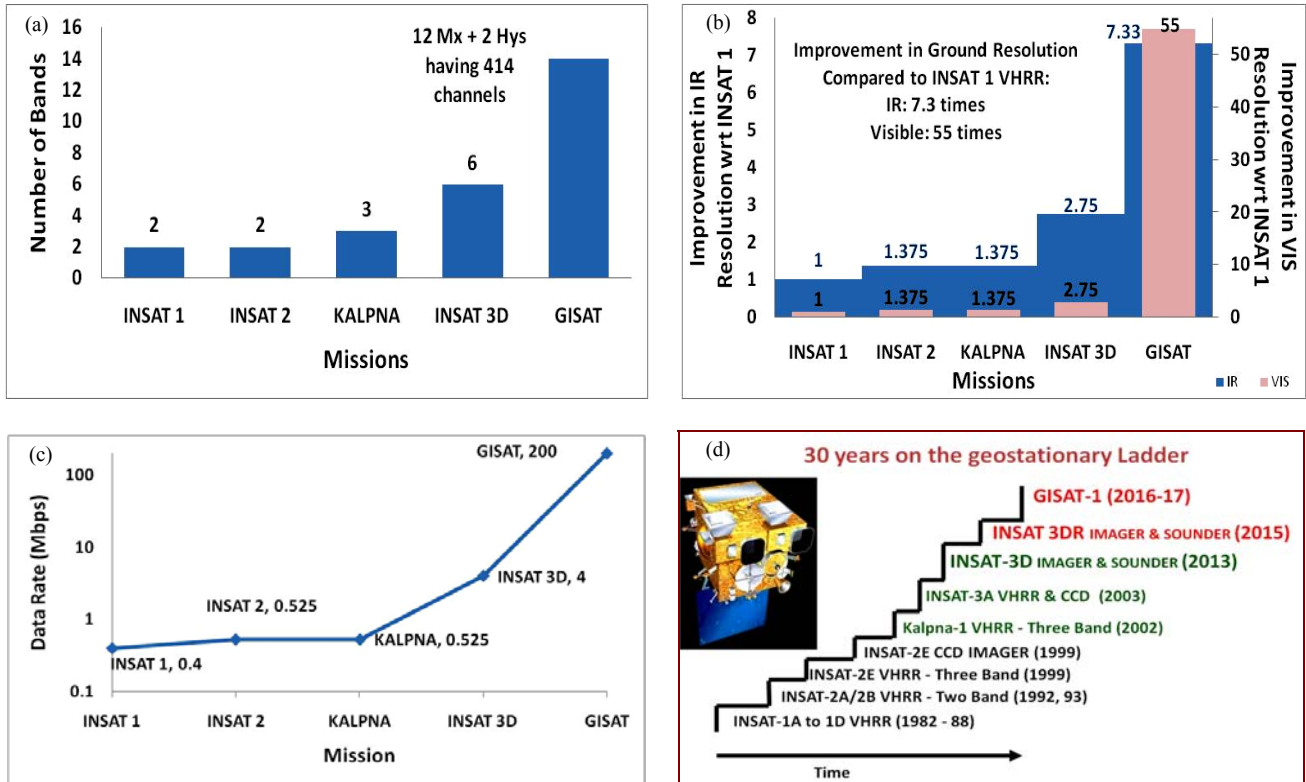 (a)
16
14
12
10
8
6
4
2
0
Number of Bands
12 Mx + 2 Hys
having 414
channels
2
2
3
6
INSAT 1
INSAT 2
KALPNA
INSAT 3D
GISAT
Missions
(b)
8
7
6
5
4
3
2
1
0
Improvement in IR
Resolution wrt INSAT 1
Improvement in Ground Resolution
Compared to INSAT 1 VHRR:
IR: 7.3 times
Visible: 55 times
1
1.375
1.375
2.75
7.33
1
1.375
1.375
2.75
55
50
40
30
20
10
0
Improvement in VIS
Resolution wrt INSAT 1
INSAT 1
INSAT 2
KALPNA
INSAT 3D
GISAT
Missions
IR
VIS
(c)
100
10
1
0.1
Data Rate (Mbps)
GISAT, 200
INSAT 3D, 4
INSAT 2, 0.525
KALPNA, 0.525
INSAT 1, 0.4
INSAT 1
INSAT 2
KALPNA
INSAT 3D
GISAT
Mission
(d)
30 years on the geostationary Ladder
GISAT-1 (2016-17)
INSAT 3DR IMAGER & SOUNDER (2015)
INSAT-3D IMAGER & SOUNDER (2013)
INSAT-3A VHRR & CCD (2003)
Kalpna-1 VHRR - Three Band (2002)
INSAT-2E CCD IMAGER (1999)
INSAT-2E VHRR - Three Band (1999)
INSAT-2A/2B VHRR - Two Band (1992, 93)
INSAT-1A to 1D VHRR (1982 - 88)
Time